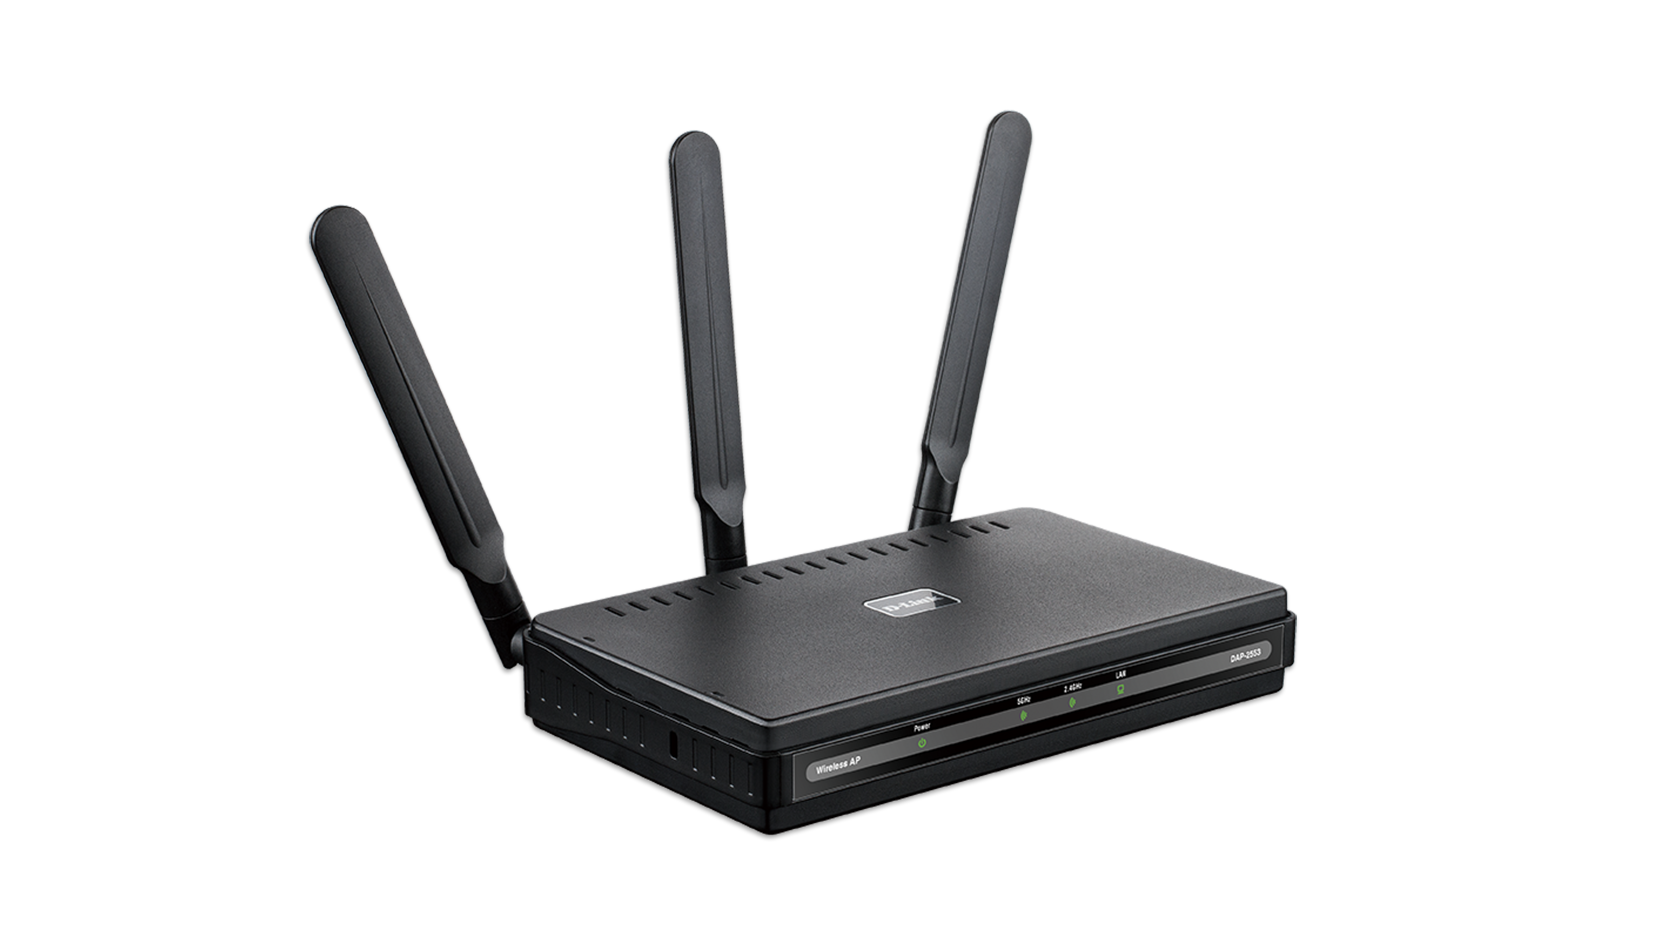 D-Link
Power
5GHz
2.4GHz
LAN
Wireless AP
DAP-2553